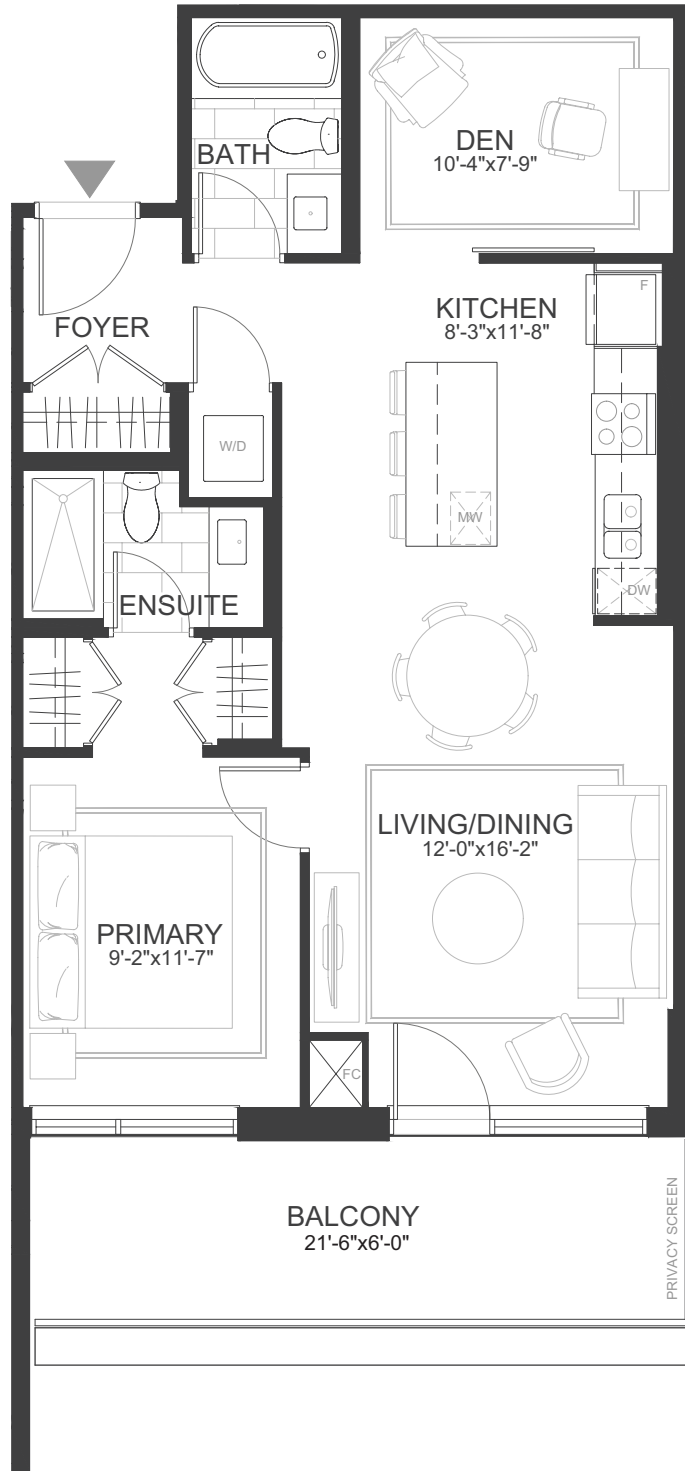 BATH
DEN
10'-4"x7'-9"
FOYER
KITCHEN
8'-3"x11'-8"
F
W/D
MW
ENSUITE
DW
LIVING/DINING
12'-0"x16'-2"
PRIMARY
9'-2"x11'-7"
FC
BALCONY
21'-6"x6'-0"
PRIVACY SCREEN